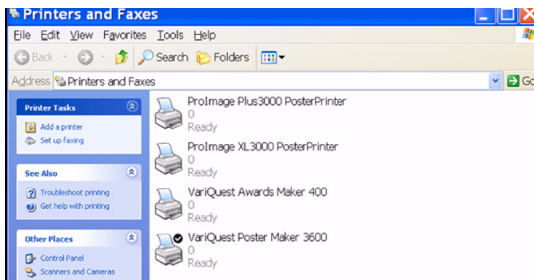 Printers and Faxes
File Edit View Favorites Tools Help
Back Search Folders
Address Printers and Faxes Go
Printer Tasks
Add a printer
Set up faxing
See Also
Troubleshoot printing
Get help with printing
Other Places
Control Panel
Scanners and Cameras
ProImage Plus3000 PosterPrinter
0
Ready
ProImage XL3000 PosterPrinter
0
Ready
VariQuest Awards Maker 400
0
Ready
VariQuest Poster Maker 3600
0
Ready